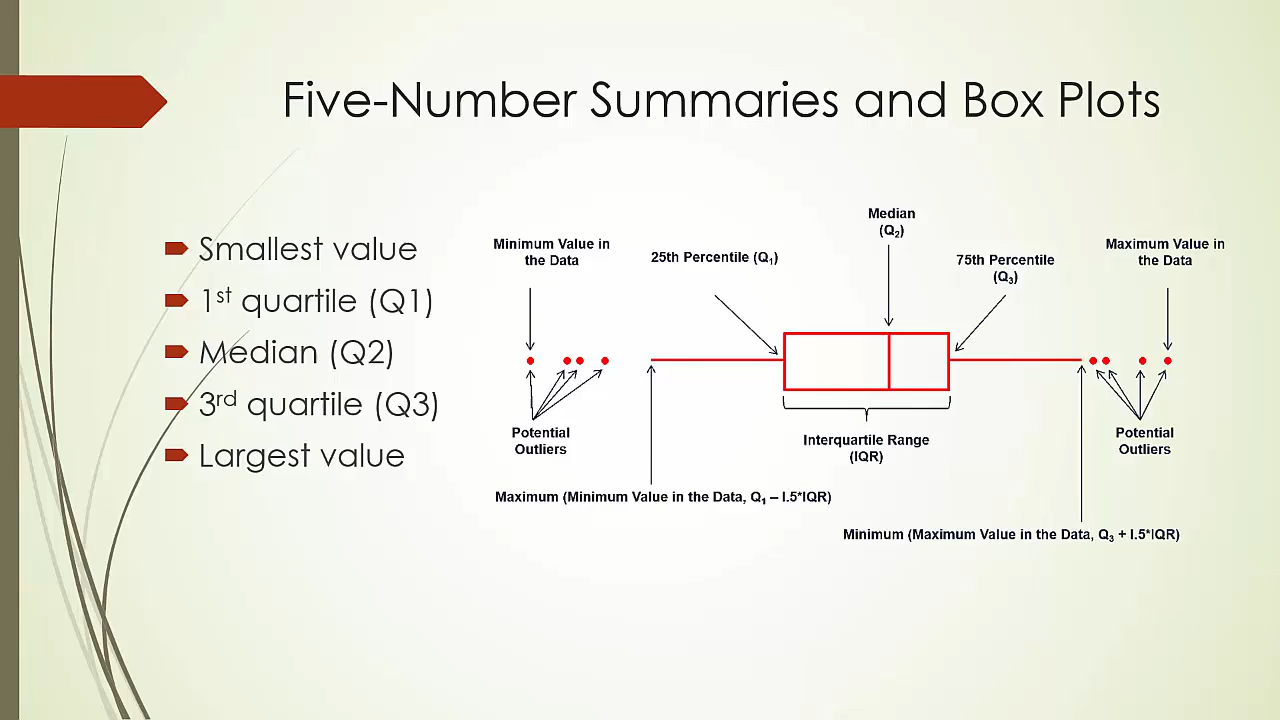 Five-Number Summaries and Box Plots
Smallest value
1st quartile (Q1)
Median (Q2)
3rd quartile (Q3)
Largest value
Minimum Value in
the Data
25th Percentile (Q1)
Median
(Q2)
75th Percentile
(Q3)
Maximum Value in
the Data
Potential
Outliers
Interquartile Range
(IQR)
Potential
Outliers
Maximum (Minimum Value in the Data, Q1 – I.5*IQR)
Minimum (Maximum Value in the Data, Q3 + I.5*IQR)